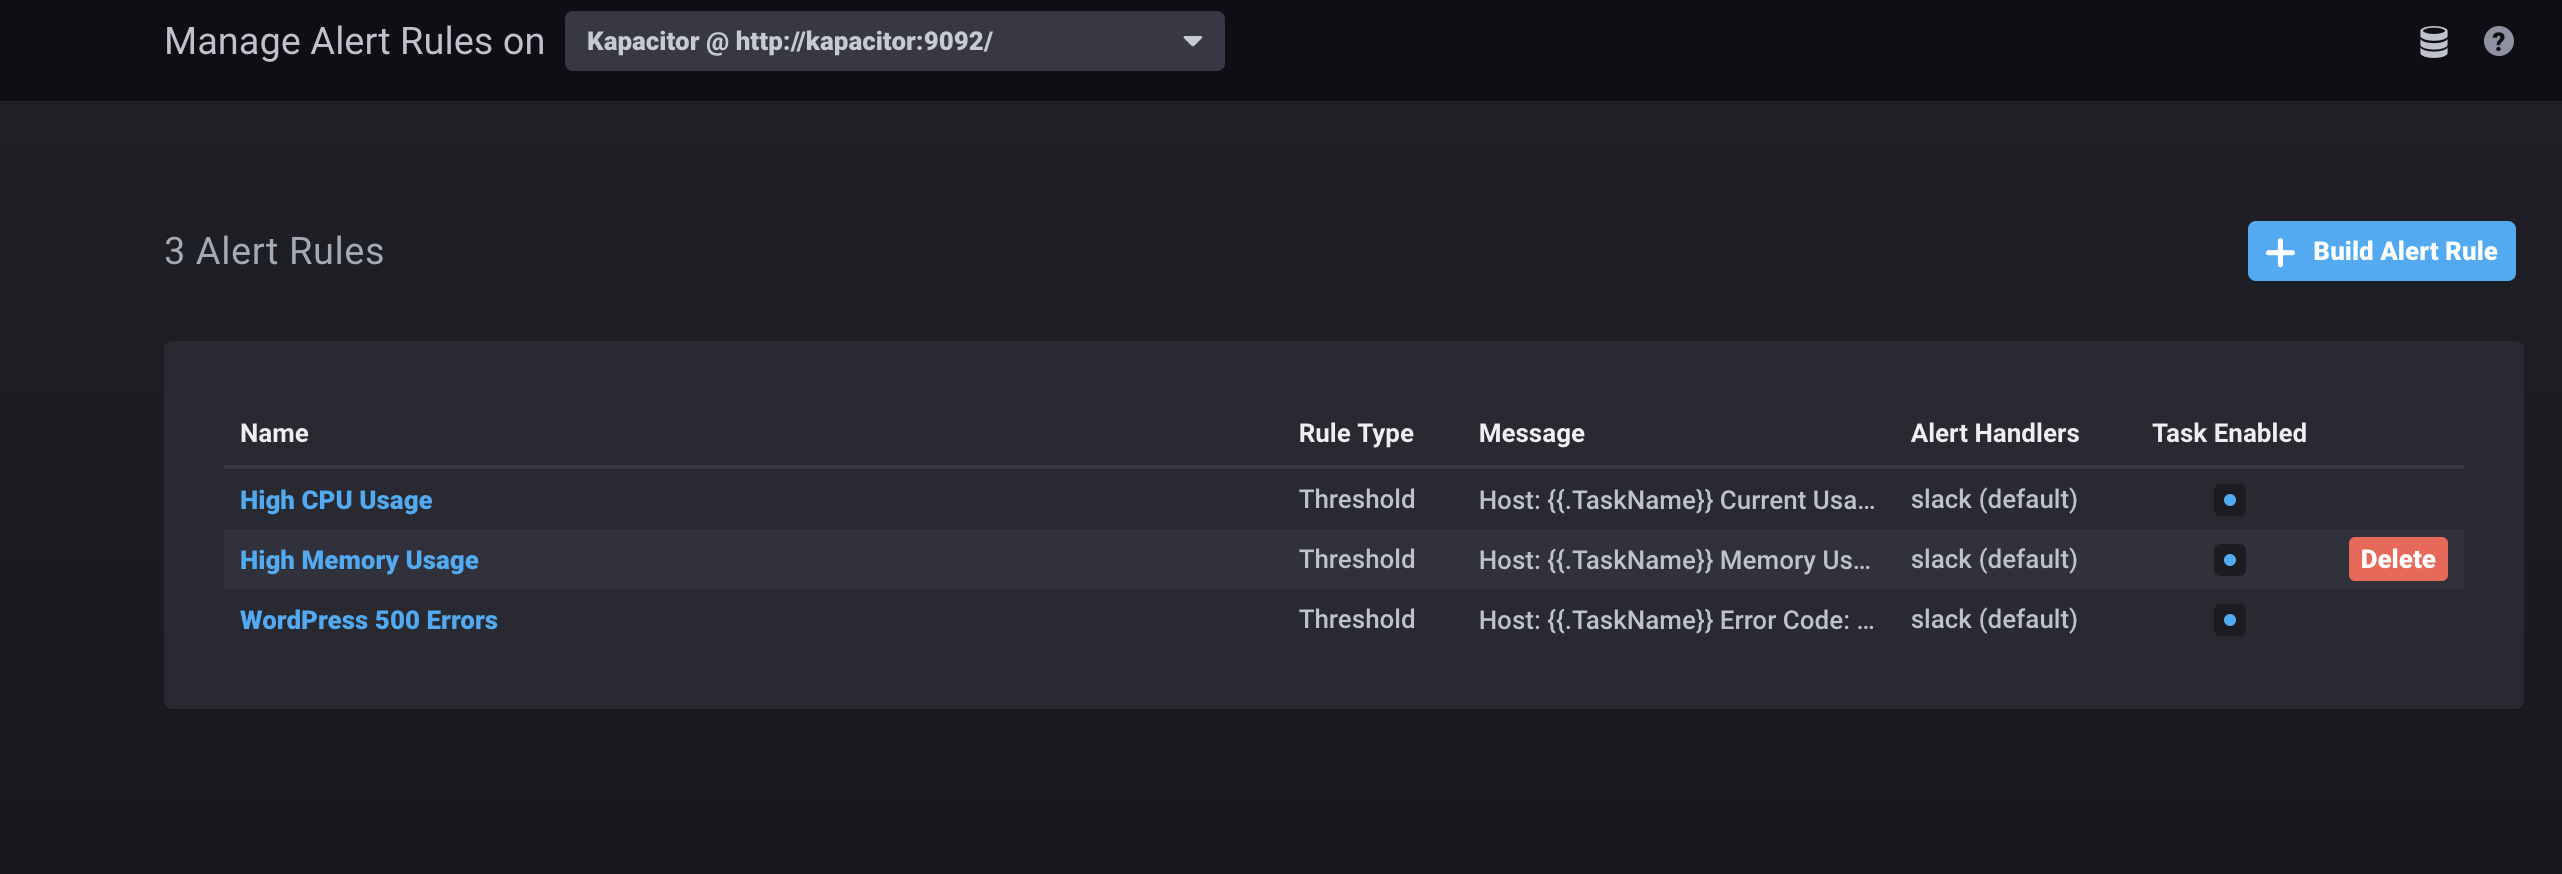 Manage Alert Rules on Kapacitor @ http://kapacitor:9092/ ?
3 Alert Rules Build Alert Rule
Name Rule Type Message Alert Handlers Task Enabled
High CPU Usage Threshold Host: {{.TaskName}} Current Usa... slack (default)
High Memory Usage Threshold Host: {{.TaskName}} Memory Us... slack (default) Delete
WordPress 500 Errors Threshold Host: {{.TaskName}} Error Code: ... slack (default)